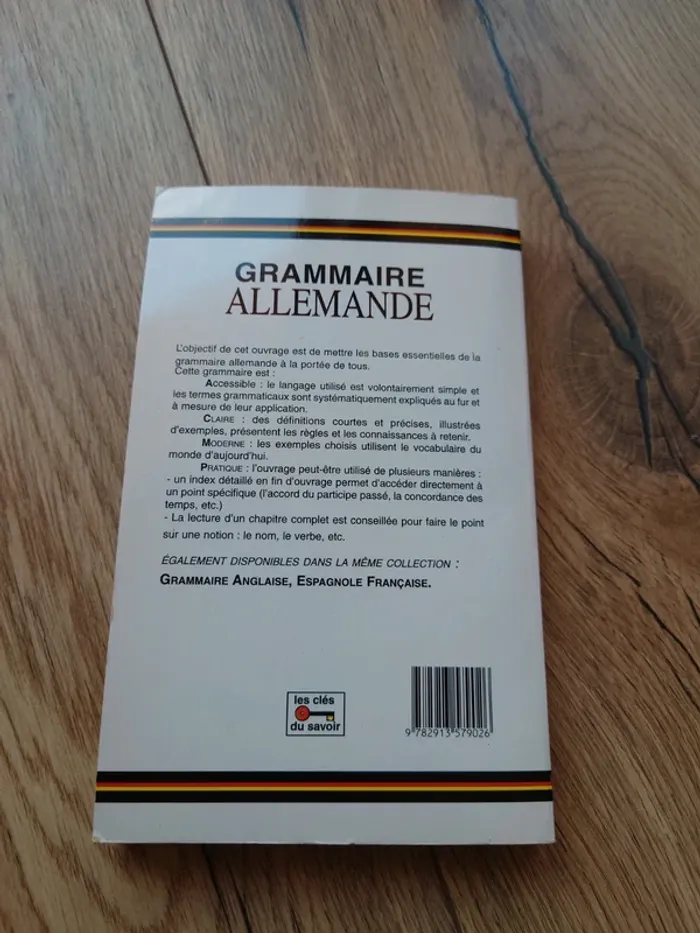 GRAMMAIRE
ALLEMANDE
L'objectif de cet ouvrage est de mettre les bases essentielles de la
grammaire allemande à la portée de tous.
Cette grammaire est :
Accessible : le langage utilisé est volontairement simple et
les termes grammaticaux sont systématiquement expliqués au fur et
à mesure de leur application.
CLAIRE : des définitions courtes et précises, illustrées
d'exemples, présentent les règles et les connaissances à retenir.
MODERNE : les exemples choisis utilisent le vocabulaire du
monde d'aujourd'hui.
PRATIQUE : l'ouvrage peut-être utilisé de plusieurs manières :
- un index détaillé en fin d'ouvrage permet d'accéder directement à
un point spécifique (l'accord du participe passé, la concordance des
temps, etc.)
- La lecture d'un chapitre complet est conseillée pour faire le point
sur une notion : le nom, le verbe, etc.
ÉGALEMENT DISPONIBLES DANS LA MÊME COLLECTION :
GRAMMAIRE ANGLAISE, ESPAGNOLE FRANÇAISE.
les clés
du savoir
9 782913 579026